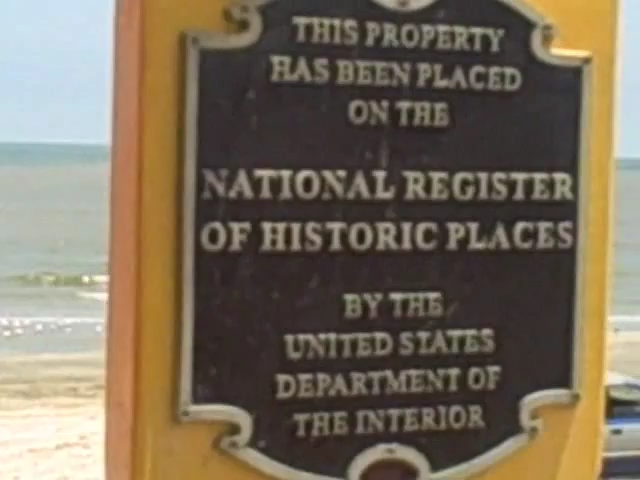 THIS PROPERTY
HAS BEEN PLACED
ON THE
NATIONAL REGISTER
OF HISTORIC PLACES
BY THE
UNITED STATES
DEPARTMENT OF
THE INTERIOR